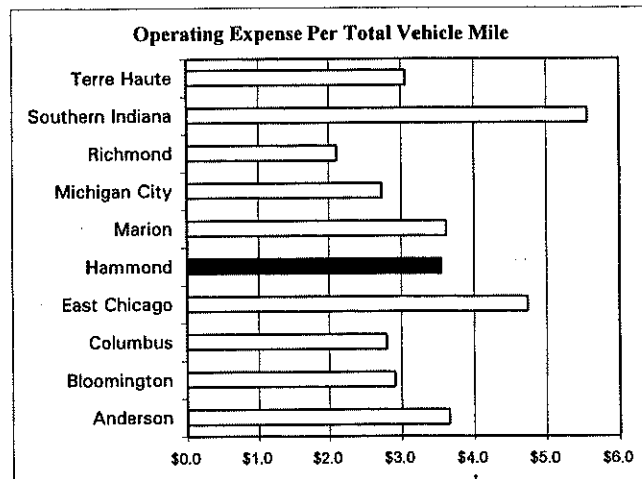 Operating Expense Per Total Vehicle Mile
Terre Haute
Southern Indiana
Richmond
Michigan City
Marion
Hammond
East Chicago
Columbus
Bloomington
Anderson
$0.0 $1.0 $2.0 $3.0 $4.0 $5.0 $6.0